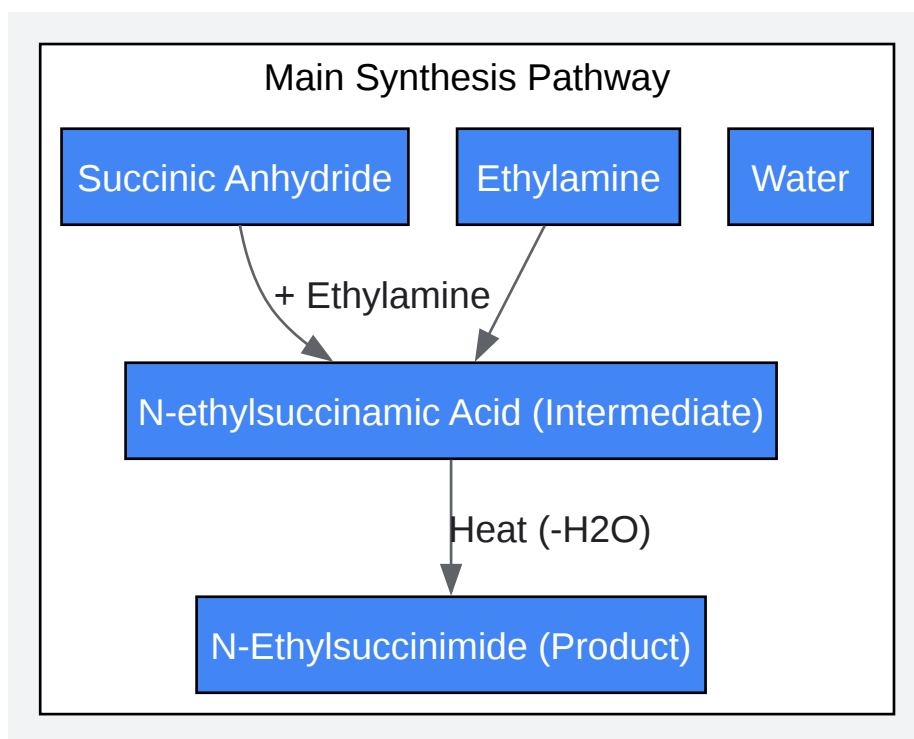 Main Synthesis Pathway
Succinic Anhydride
Ethylamine
Water
+ Ethylamine
N-ethylsuccinamic Acid (Intermediate)
Heat (-H2O)
N-Ethylsuccinimide (Product)